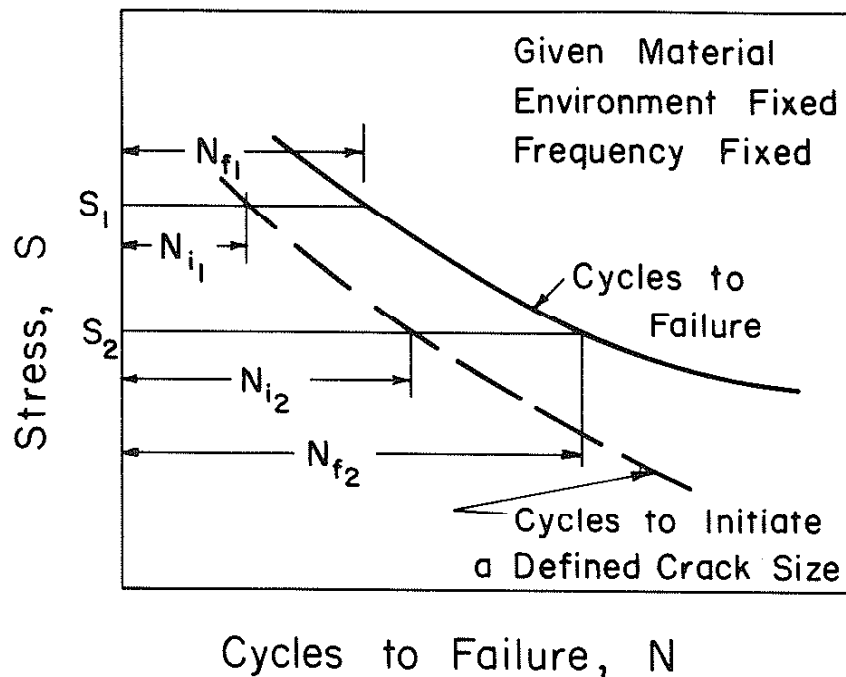 Given Material
Environment Fixed
Frequency Fixed
N_f1
S_1
N_i1
Cycles to
Failure
S_2
N_i2
N_f2
Cycles to Initiate
a Defined Crack Size
Stress, S
Cycles to Failure, N